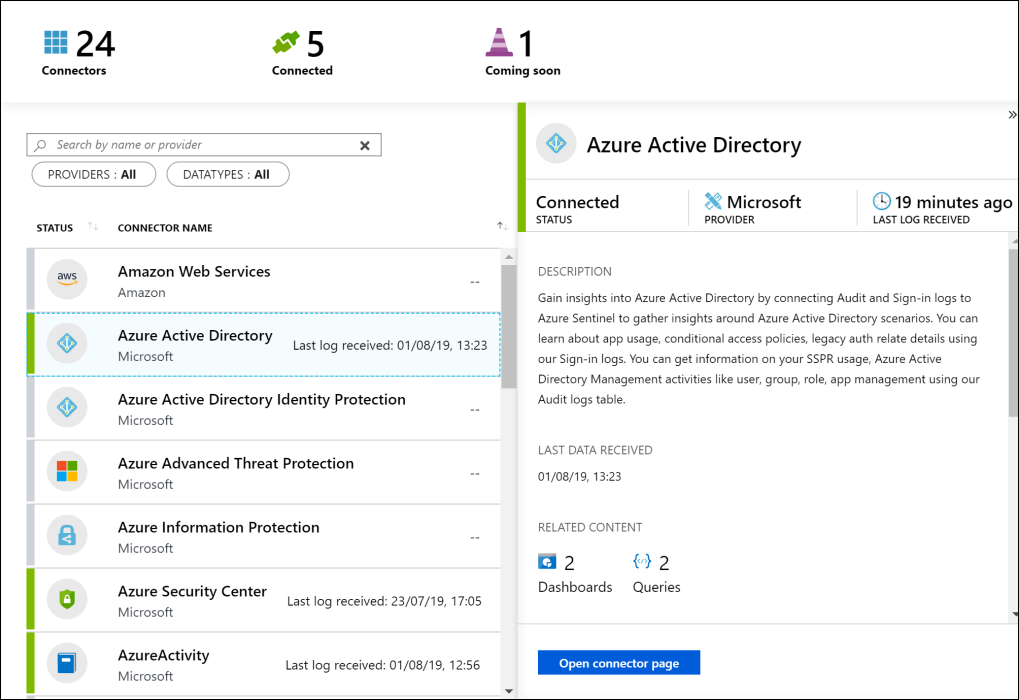 24
Connectors
5
Connected
1
Coming soon
Search by name or provider
PROVIDERS : All
DATATYPES : All
STATUS
CONNECTOR NAME
aws
Amazon Web Services
Amazon
--
Azure Active Directory
Microsoft
Last log received: 01/08/19, 13:23
Azure Active Directory Identity Protection
Microsoft
--
Azure Advanced Threat Protection
Microsoft
--
Azure Information Protection
Microsoft
--
Azure Security Center
Microsoft
Last log received: 23/07/19, 17:05
AzureActivity
Microsoft
Last log received: 01/08/19, 12:56
Azure Active Directory
Connected
STATUS
Microsoft
PROVIDER
19 minutes ago
LAST LOG RECEIVED
DESCRIPTION
Gain insights into Azure Active Directory by connecting Audit and Sign-in logs to
Azure Sentinel to gather insights around Azure Active Directory scenarios. You can
learn about app usage, conditional access policies, legacy auth relate details using
our Sign-in logs. You can get information on your SSPR usage, Azure Active
Directory Management activities like user, group, role, app management using our
Audit logs table.
LAST DATA RECEIVED
01/08/19, 13:23
RELATED CONTENT
2
Dashboards
2
Queries
Open connector page